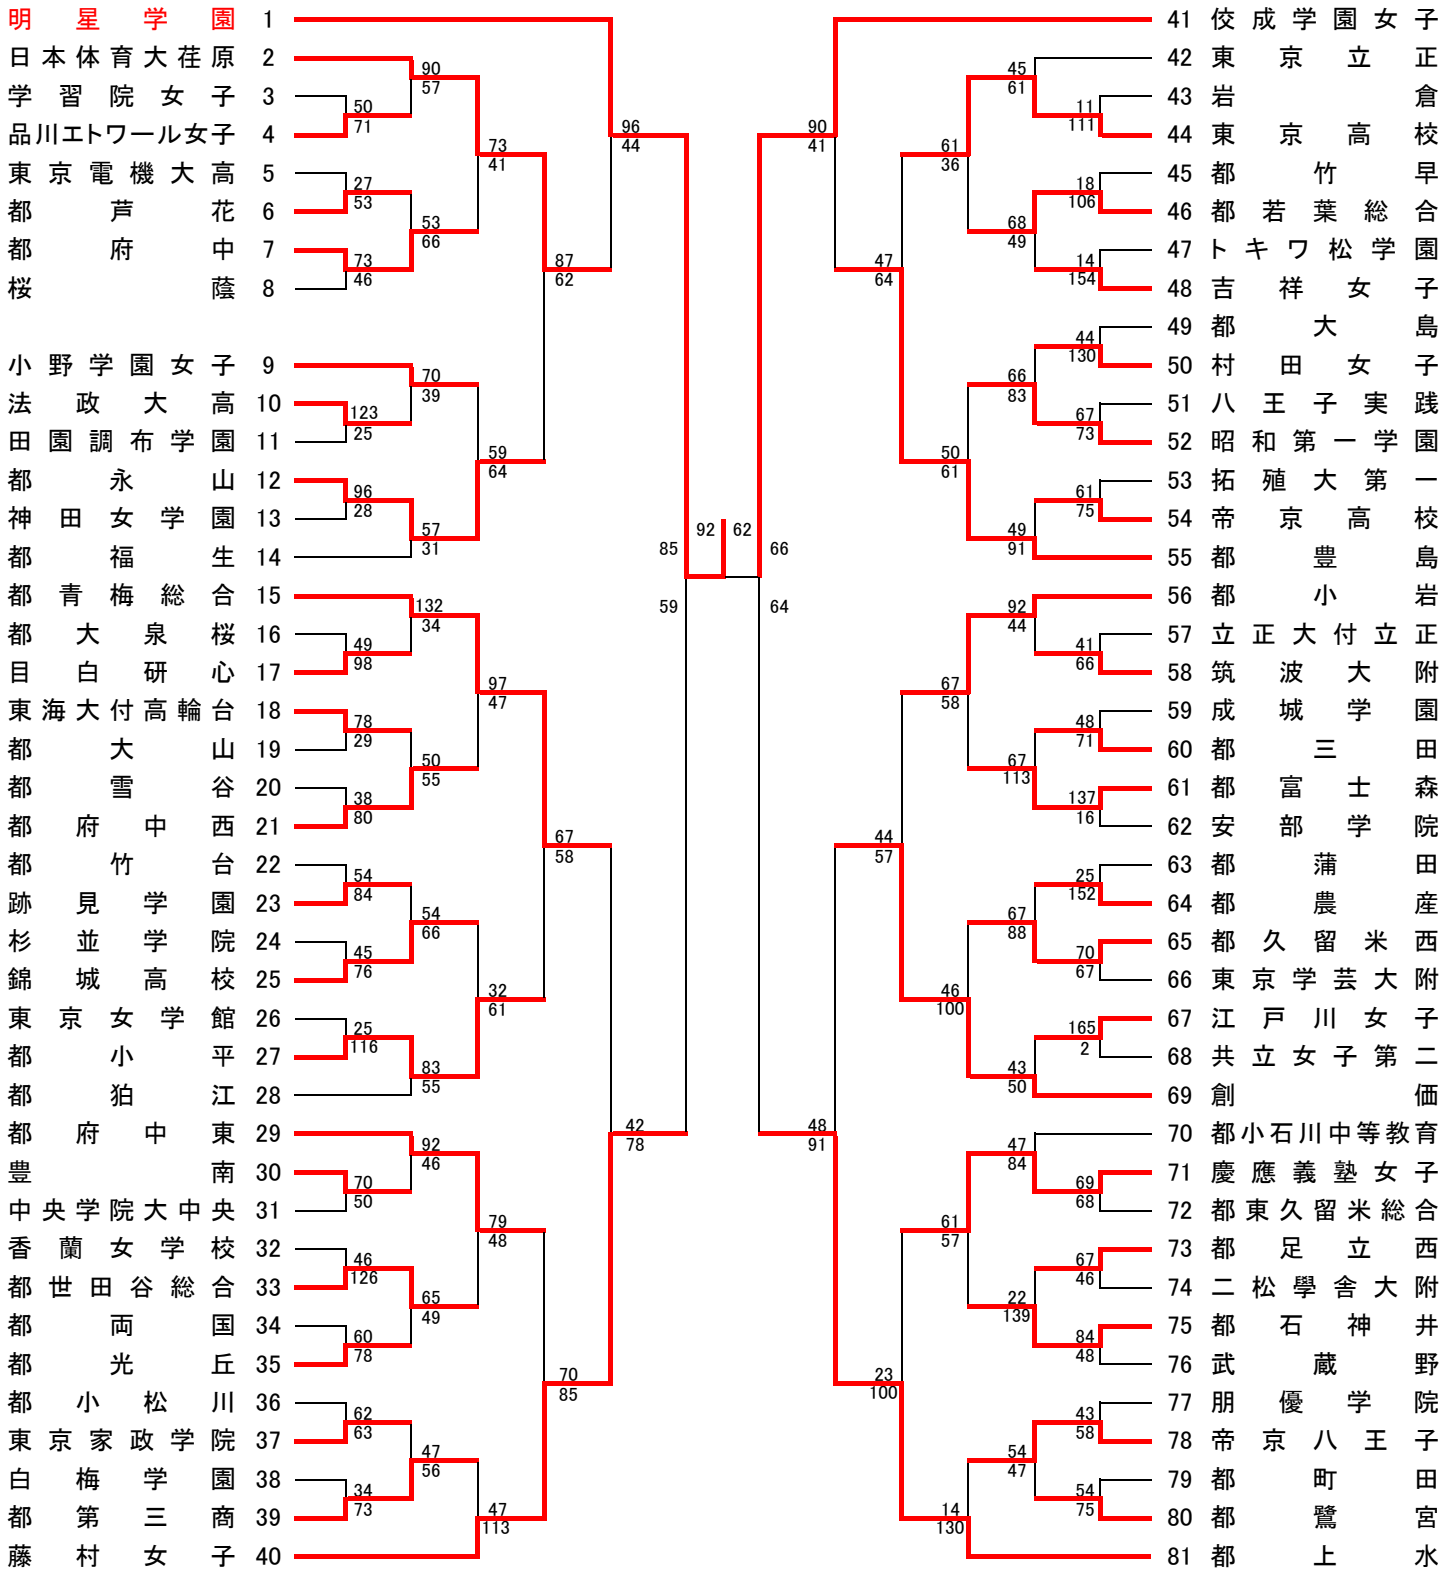 明星学園 1
日本体育大荏原 2
学習院女子 3
品川エトワール女子 4
東京電機大高 5
都芦花 6
都府中 7
桜蔭 8
小野学園女子 9
法政大高 10
田園調布学園 11
都永山 12
神田女学園 13
都福生 14
都青梅総合 15
都大泉桜 16
目白研心 17
東海大付高輪台 18
都大山 19
都雪谷 20
都府中西 21
都竹台 22
跡見学園 23
杉並学院 24
錦城高校 25
東京女学館 26
都小平 27
都狛江 28
都府中東 29
豊南 30
中央学院大中央 31
香蘭女学校 32
都世田谷総合 33
都両国 34
都光丘 35
都小松川 36
東京家政学院 37
白梅学園 38
都第三商 39
藤村女子 40
50
71
27
53
73
46
123
25
96
28
49
98
78
29
38
80
54
84
45
76
25
116
70
50
46
126
60
78
62
63
34
73
90
57
53
66
70
39
57
31
132
34
50
55
54
66
83
55
92
46
65
49
47
56
73
41
59
64
97
47
32
61
79
48
47
113
87
62
67
58
70
85
96
44
42
78
85
59
92 62
66
64
90
41
48
91
47
64
44
57
23
100
61
36
50
61
67
58
46
100
61
57
14
130
45
61
68
49
66
83
49
91
92
44
67
113
67
88
43
50
47
84
22
139
54
47
11
111
18
106
14
154
44
130
67
73
61
75
41
66
48
71
137
16
25
152
70
67
165
2
69
68
67
46
84
48
43
58
54
75
41 佼成学園女子
42 東京立正
43 岩倉
44 東京高校
45 都竹早
46 都若葉総合
47 トキワ松学園
48 吉祥女子
49 都大島
50 村田女子
51 八王子実践
52 昭和第一学園
53 拓殖大第一
54 帝京高校
55 都豊島
56 都小岩
57 立正大付立正
58 筑波大附
59 成城学園
60 都三田
61 都富士森
62 安部学院
63 都蒲田
64 都農産
65 都久留米西
66 東京学芸大附
67 江戸川女子
68 共立女子第二
69 創価
70 都小石川中等教育
71 慶應義塾女子
72 都東久留米総合
73 都足立西
74 二松學舎大附
75 都石神井
76 武蔵野
77 朋優学院
78 帝京八王子
79 都町田
80 都鷺宮
81 都上水